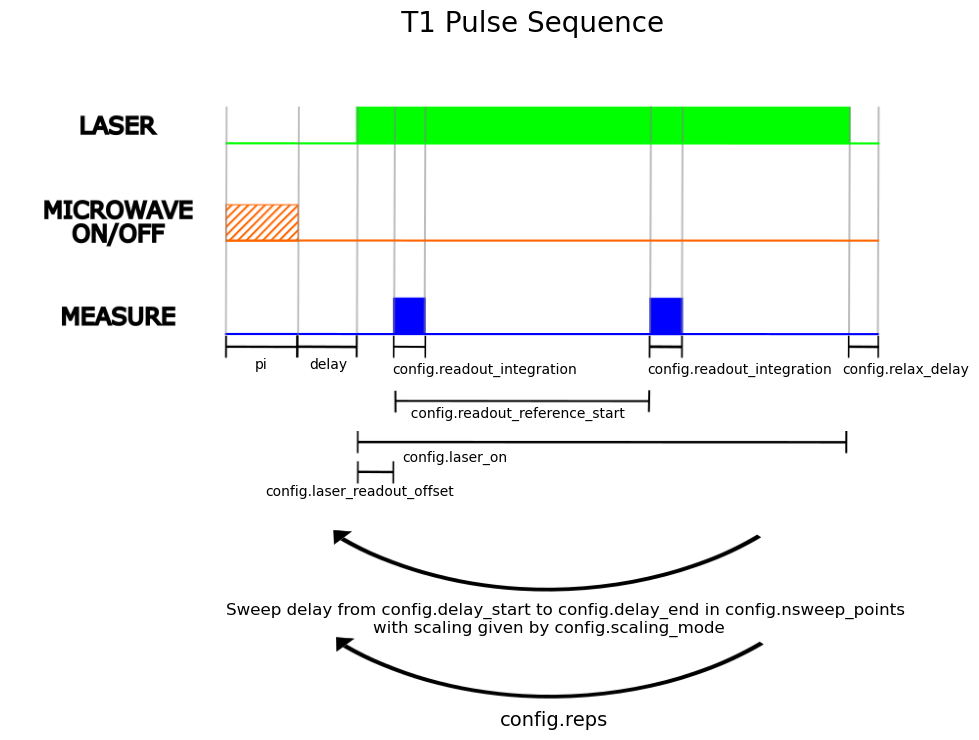 T1 Pulse Sequence
LASER
MICROWAVE
ON/OFF
MEASURE
pi
delay
config.readout_integration
config.readout_integration
config.relax_delay
config.readout_reference_start
config.laser_on
config.laser_readout_offset
Sweep delay from config.delay_start to config.delay_end in config.nsweep_points
with scaling given by config.scaling_mode
config.reps